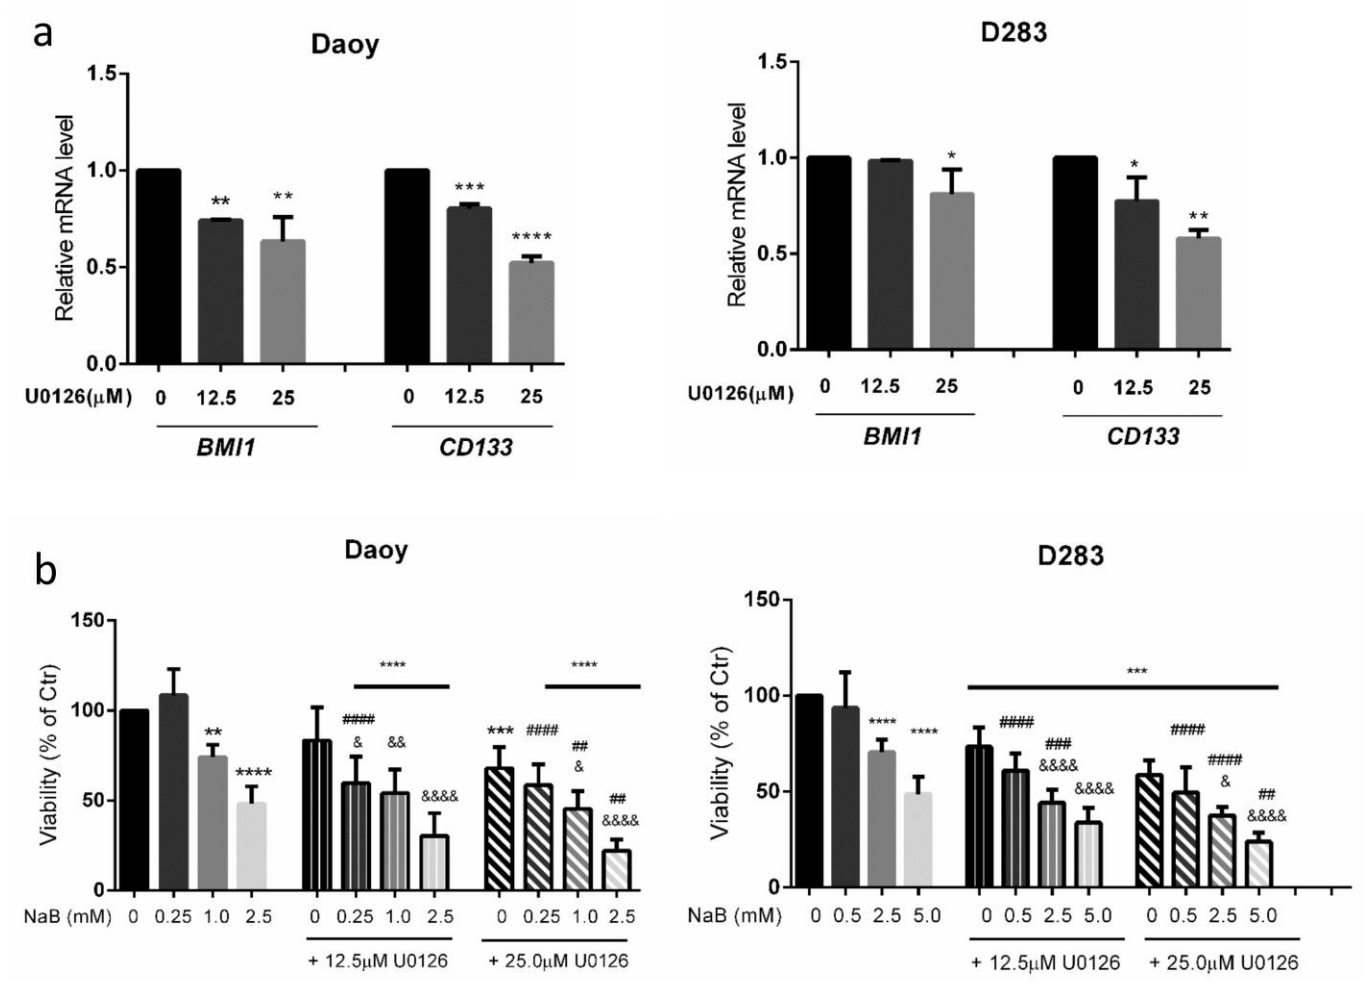 a
Daoy
1.5
1.0
0.5
0.0
Relative mRNA level
**
**
***
****
U0126(μM) 0 12.5 25 0 12.5 25
BMI1 CD133
D283
1.5
1.0
0.5
0.0
Relative mRNA level
*
*
**
U0126(μM) 0 12.5 25 0 12.5 25
BMI1 CD133
b
Daoy
150
100
50
0
Viability (% of Ctr)
**** ****
####
& && *** #### ##
&
**
****
&&&& ##
&&&&
NaB (mM) 0 0.25 1.0 2.5 0 0.25 1.0 2.5 0 0.25 1.0 2.5
+ 12.5μM U0126 + 25.0μM U0126
D283
150
100
50
0
Viability (% of Ctr)
***
**** **** #### ###
&&&& &&&& #### ####
& ##
&&&&
NaB (mM) 0 0.5 2.5 5.0 0 0.5 2.5 5.0 0 0.5 2.5 5.0
+ 12.5μM U0126 + 25.0μM U0126